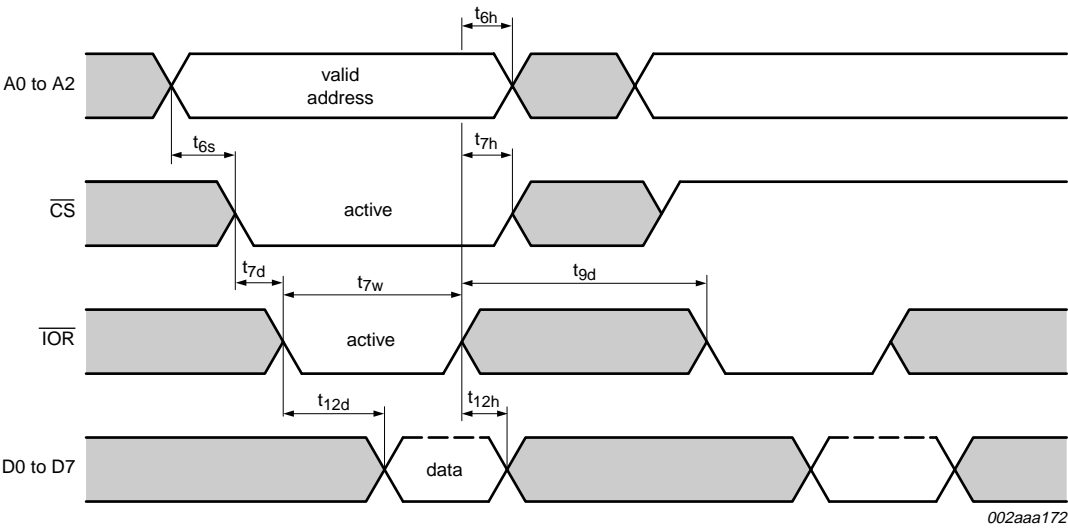 t6h
A0 to A2
valid
address
t6s
t7h
CS
active
t7d
t7w
t9d
IOR
active
t12d
t12h
D0 to D7
data
002aaa172